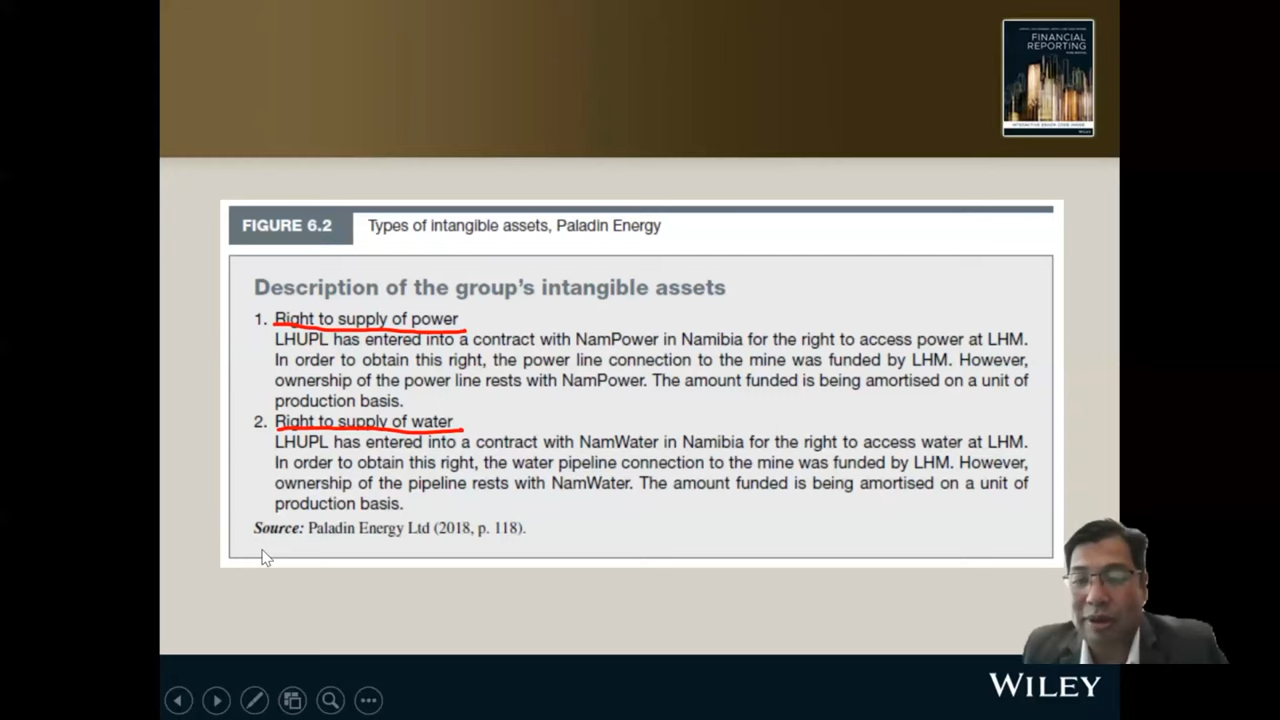 FINANCIAL
REPORTING
FIGURE 6.2 Types of intangible assets, Paladin Energy
Description of the group's intangible assets
1. Right to supply of power
LHUPL has entered into a contract with NamPower in Namibia for the right to access power at LHM.
In order to obtain this right, the power line connection to the mine was funded by LHM. However,
ownership of the power line rests with NamPower. The amount funded is being amortised on a unit of
production basis.
2. Right to supply of water
LHUPL has entered into a contract with NamWater in Namibia for the right to access water at LHM.
In order to obtain this right, the water pipeline connection to the mine was funded by LHM. However,
ownership of the pipeline rests with NamWater. The amount funded is being amortised on a unit of
production basis.
Source: Paladin Energy Ltd (2018, p. 118).
WILEY